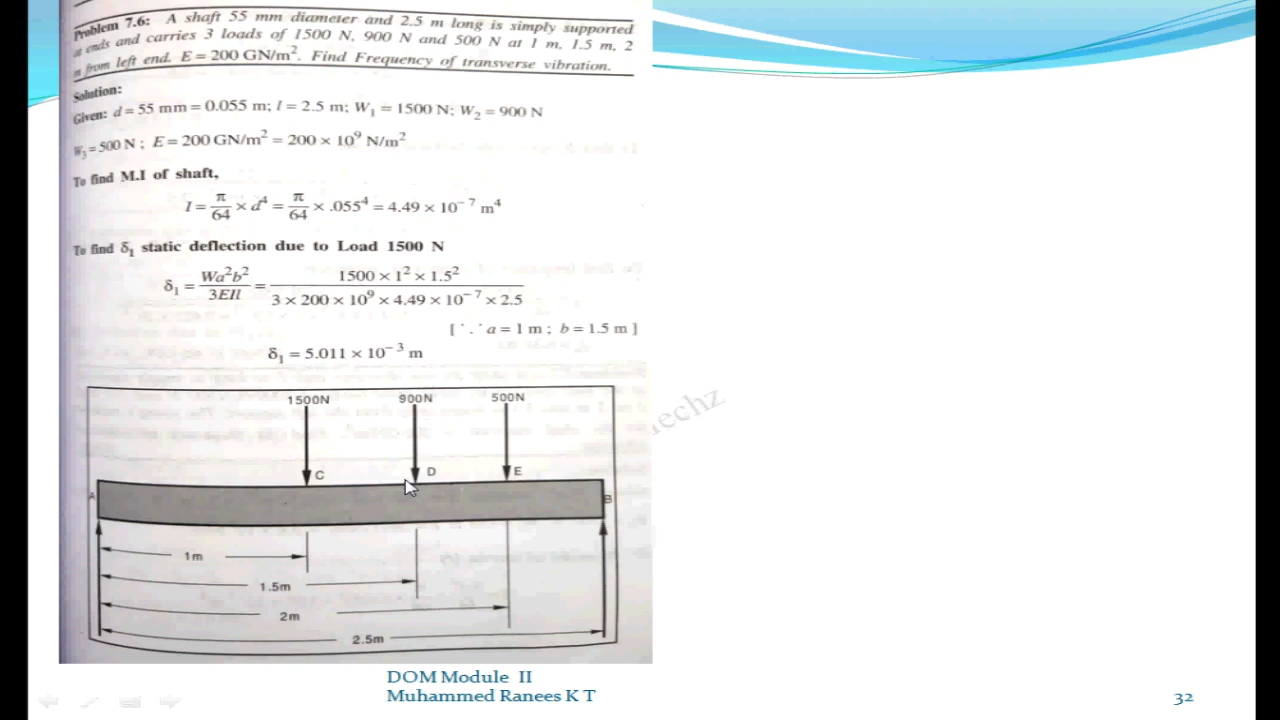 Problem 7.6: A shaft 55 mm diameter and 2.5 m long is simply supported
at ends and carries 3 loads of 1500 N, 900 N and 500 N at 1 m, 1.5 m, 2
m from left end. E = 200 GN/m². Find Frequency of transverse vibration.
Solution:
Given: d = 55 mm = 0.055 m; l = 2.5 m; W₁ = 1500 N; W₂ = 900 N
W₃ = 500 N ; E = 200 GN/m² = 200 × 10⁹ N/m²
To find M.I of shaft,
I = π/64 × d⁴ = π/64 × .055⁴ = 4.49 × 10⁻⁷ m⁴
To find δ₁ static deflection due to Load 1500 N
δ₁ = Wa²b²/3EIl = 1500 × 1² × 1.5²/3 × 200 × 10⁹ × 4.49 × 10⁻⁷ × 2.5
[∵ a = 1 m ; b = 1.5 m ]
δ₁ = 5.011 × 10⁻³ m
1500N 900N 500N
C D E
A B
1m
1.5m
2m
2.5m
DOM Module II
Muhammed Ranees K T
32